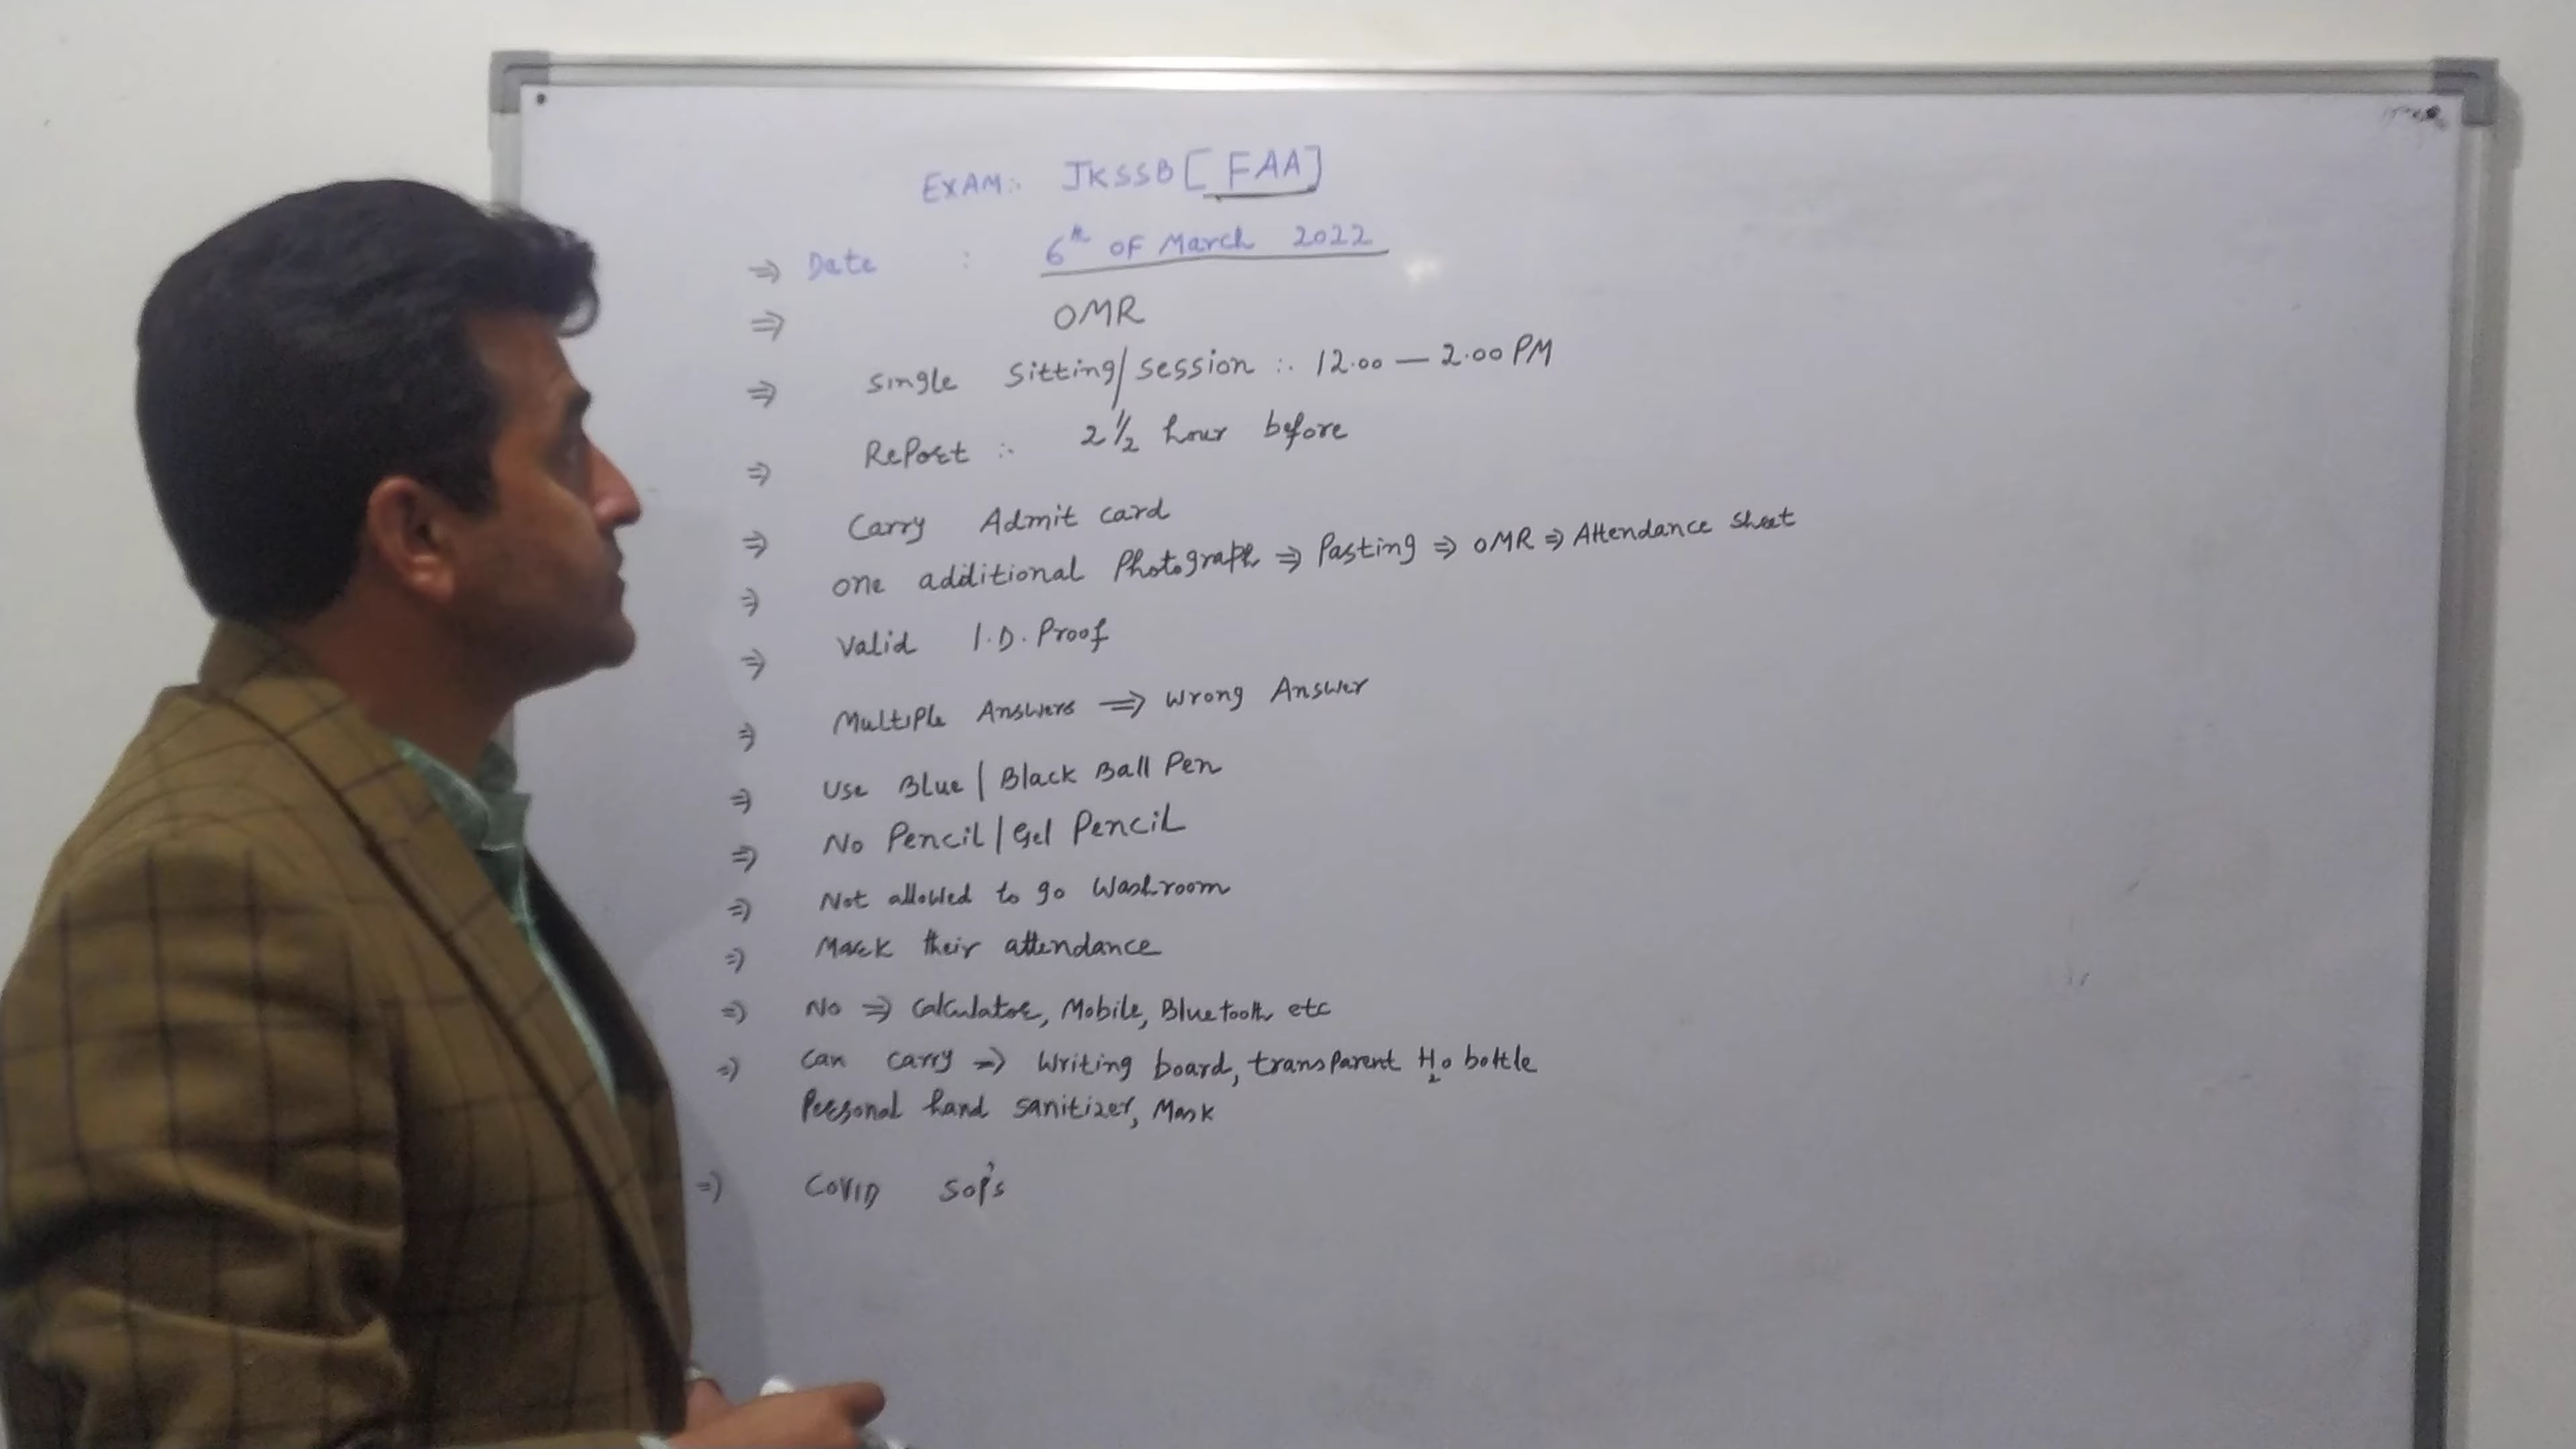 EXAM:. JKSSB [FAA]
⇒ Date : 6th OF March 2022
⇒ OMR
⇒ Single Sitting/session :. 12.00 — 2.00 PM
⇒ RePort :. 2½ hour before
⇒ Carry Admit card
⇒ one additional Photograph ⇒ Pasting ⇒ OMR ⇒ Attendance Sheet
⇒ Valid I.D. Proof
⇒ Multiple Answers ⇒ Wrong Answer
⇒ Use Blue | Black Ball Pen
⇒ No Pencil | Gel Pencil
⇒ Not allowed to go Washroom
⇒ Mark their attendance
⇒ No ⇒ Calculator, Mobile, Bluetooth etc
⇒ Can carry ⇒ Writing board, transparent H₂o bottle
Personal hand sanitizer, Mask
⇒ COVID SOP's